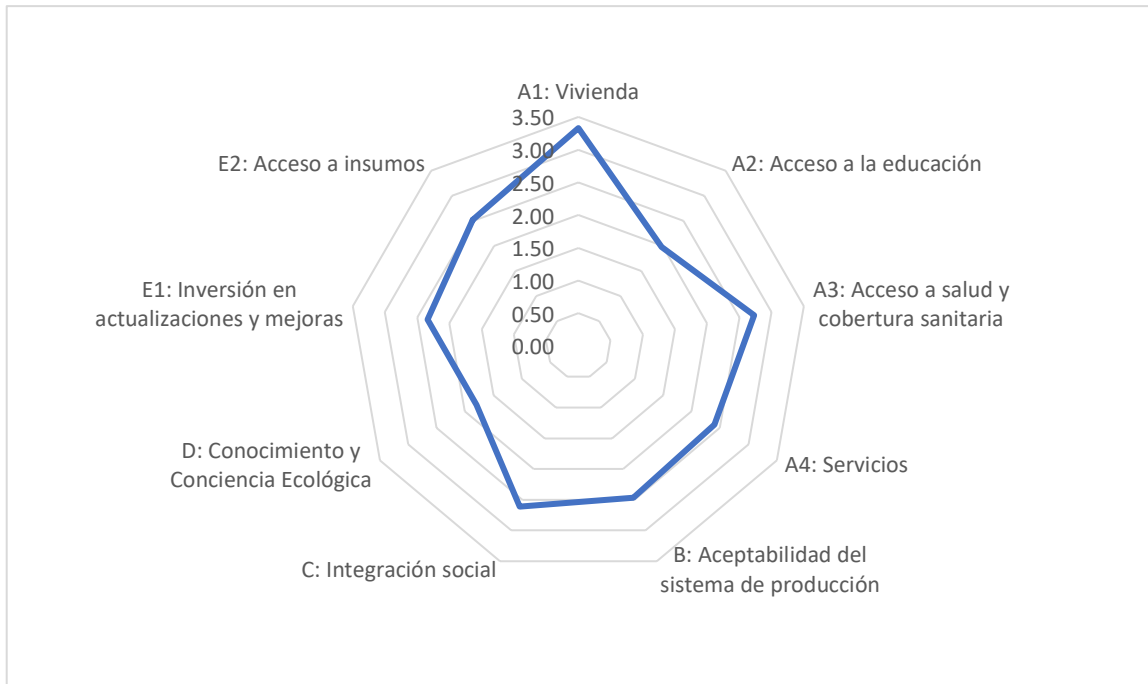 A1: Vivienda
3.50
3.00
2.50
2.00
1.50
1.00
0.50
0.00
A2: Acceso a la educación
A3: Acceso a salud y
cobertura sanitaria
A4: Servicios
B: Aceptabilidad del
sistema de producción
C: Integración social
D: Conocimiento y
Conciencia Ecológica
E1: Inversión en
actualizaciones y mejoras
E2: Acceso a insumos